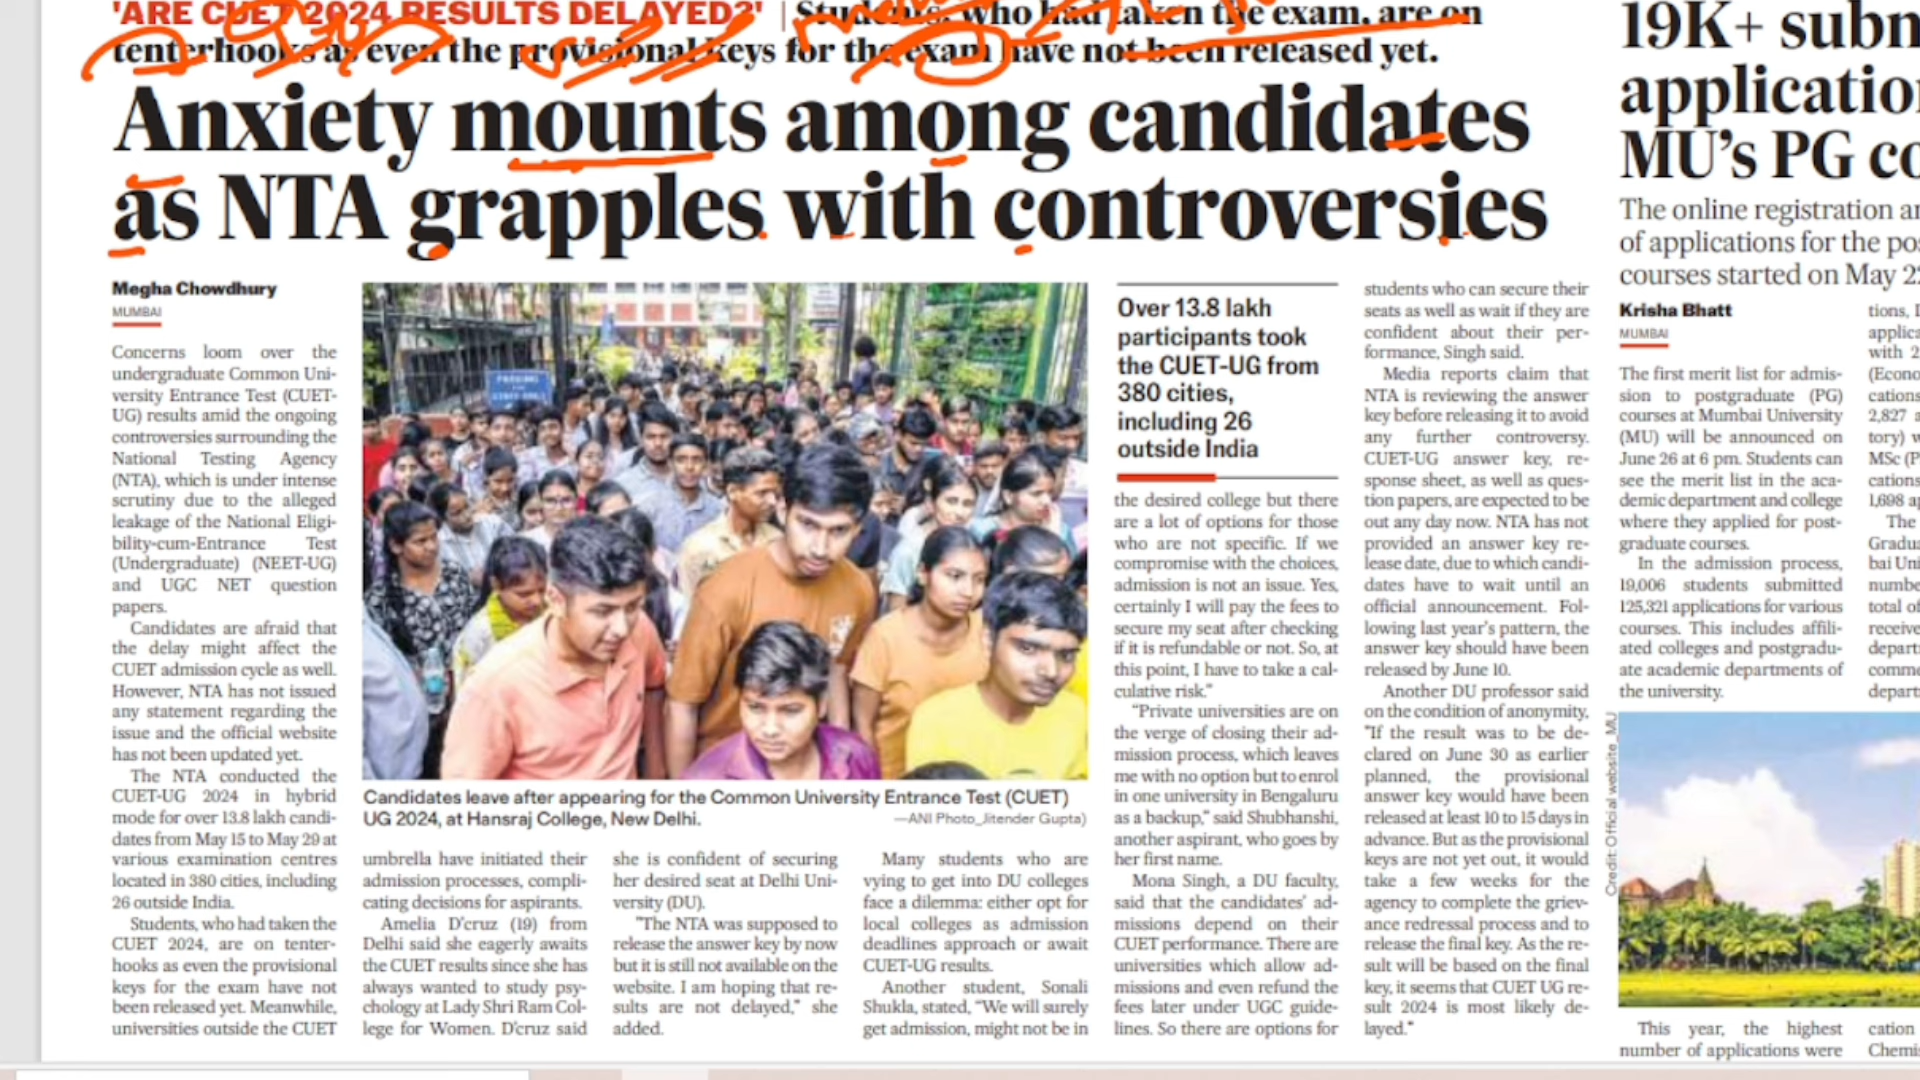 'ARE CUET 2024 RESULTS DELAYED?' | Students, who had taken the exam, are on
tenterhooks as even the provisional keys for the exam have not been released yet.
Anxiety mounts among candidates
as NTA grapples with controversies
Megha Chowdhury
MUMBAI
Concerns loom over the
undergraduate Common Uni-
versity Entrance Test (CUET-
UG) results amid the ongoing
controversies surrounding the
National Testing Agency
(NTA), which is under intense
scrutiny due to the alleged
leakage of the National Eligi-
bility-cum-Entrance Test
(Undergraduate) (NEET-UG)
and UGC NET question
papers.
Candidates are afraid that
the delay might affect the
CUET admission cycle as well.
However, NTA has not issued
any statement regarding the
issue and the official website
has not been updated yet.
The NTA conducted the
CUET-UG 2024 in hybrid
mode for over 13.8 lakh candi-
dates from May 15 to May 29 at
various examination centres
located in 380 cities, including
26 outside India.
Students, who had taken the
CUET 2024, are on tenter-
hooks as even the provisional
keys for the exam have not
been released yet. Meanwhile,
universities outside the CUET
PARKING
Candidates leave after appearing for the Common University Entrance Test (CUET)
UG 2024, at Hansraj College, New Delhi.
—ANI Photo_Jitender Gupta)
umbrella have initiated their
admission processes, compli-
cating decisions for aspirants.
Amelia D'cruz (19) from
Delhi said she eagerly awaits
the CUET results since she has
always wanted to study psy-
chology at Lady Shri Ram Col-
lege for Women. D'cruz said
she is confident of securing
her desired seat at Delhi Uni-
versity (DU).
"The NTA was supposed to
release the answer key by now
but it is still not available on the
website. I am hoping that re-
sults are not delayed," she
added.
Many students who are
vying to get into DU colleges
face a dilemma: either opt for
local colleges as admission
deadlines approach or await
CUET-UG results.
Another student, Sonali
Shukla, stated, "We will surely
get admission, might not be in
Over 13.8 lakh
participants took
the CUET-UG from
380 cities,
including 26
outside India
the desired college but there
are a lot of options for those
who are not specific. If we
compromise with the choices,
admission is not an issue. Yes,
certainly I will pay the fees to
secure my seat after checking
if it is refundable or not. So, at
this point, I have to take a cal-
culative risk."
"Private universities are on
the verge of closing their ad-
mission process, which leaves
me with no option but to enrol
in one university in Bengaluru
as a backup," said Shubhanshi,
another aspirant, who goes by
her first name.
Mona Singh, a DU faculty,
said that the candidates' ad-
missions depend on their
CUET performance. There are
universities which allow ad-
missions and even refund the
fees later under UGC guide-
lines. So there are options for
students who can secure their
seats as well as wait if they are
confident about their per-
formance, Singh said.
Media reports claim that
NTA is reviewing the answer
key before releasing it to avoid
any further controversy.
CUET-UG answer key, re-
sponse sheet, as well as ques-
tion papers, are expected to be
out any day now. NTA has not
provided an answer key re-
lease date, due to which candi-
dates have to wait until an
official announcement. Fol-
lowing last year's pattern, the
answer key should have been
released by June 10.
Another DU professor said
on the condition of anonymity,
"If the result was to be de-
clared on June 30 as earlier
planned, the provisional
answer key would have been
released at least 10 to 15 days in
advance. But as the provisional
keys are not yet out, it would
take a few weeks for the
agency to complete the griev-
ance redressal process and to
release the final key. As the re-
sult will be based on the final
key, it seems that CUET UG re-
sult 2024 is most likely de-
layed."
19K+ subm
applicatio
MU's PG co
The online registration an
of applications for the po
courses started on May 22
Krisha Bhatt
MUMBAI
The first merit list for admis-
sion to postgraduate (PG)
courses at Mumbai University
(MU) will be announced on
June 26 at 6 pm. Students can
see the merit list in the aca-
demic department and college
where they applied for post-
graduate courses.
In the admission process,
19,006 students submitted
125,321 applications for various
courses. This includes affili-
ated colleges and postgradu-
ate academic departments of
the university.
Credit: Official website_MU
This year, the highest
number of applications were
tions,
applica
with 2
(Econo
cations
2,827 a
tory) w
MSc (P
cations
1,698 ap
The
Gradua
bai Uni
numbe
total of
receive
depart
comme
depart
cation
Chemis